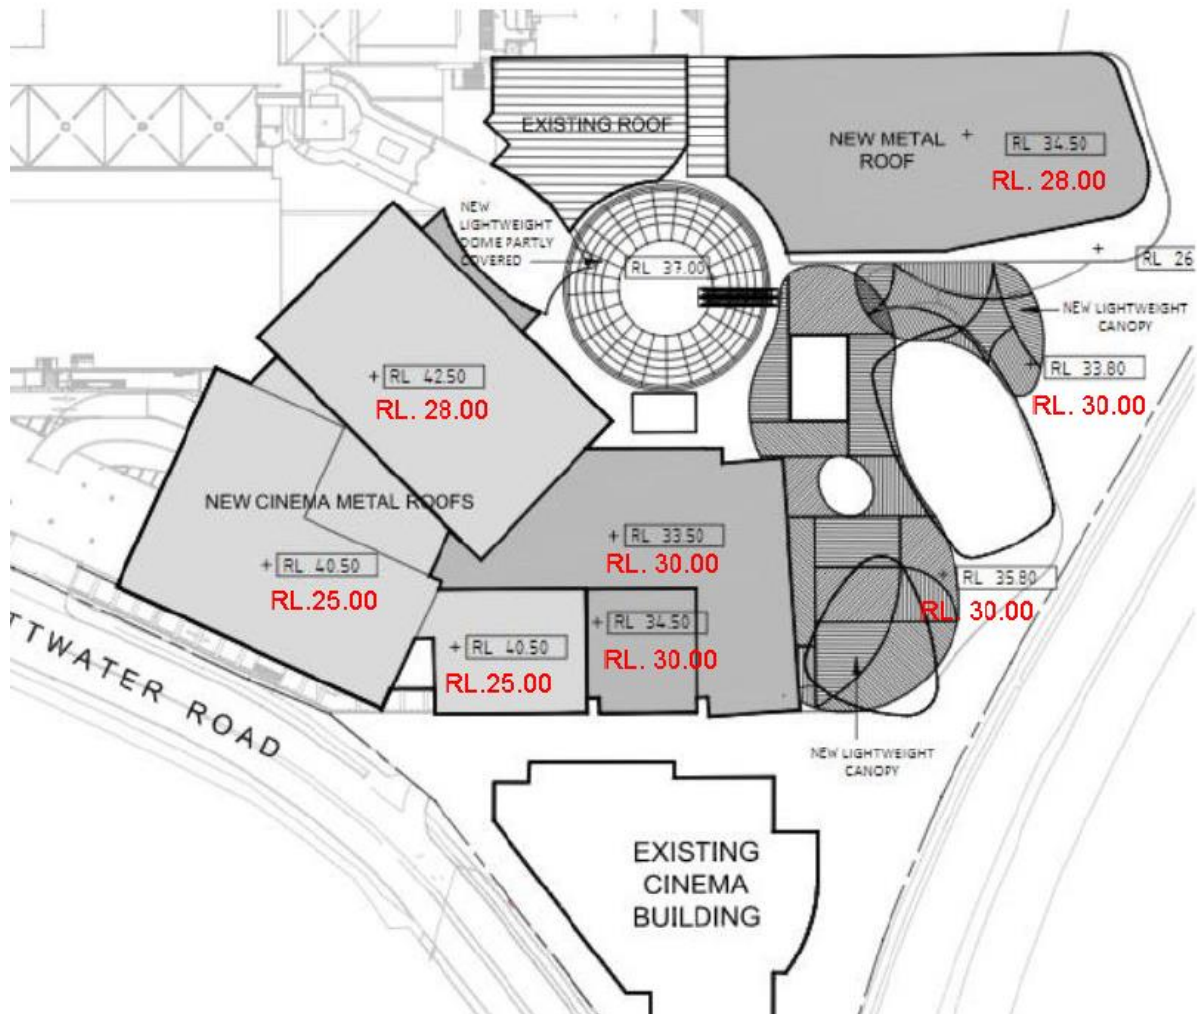 EXISTING ROOF
NEW METAL
ROOF
RL 34.50
RL. 28.00
NEW
LIGHTWEIGHT
DOME PARTLY
COVERED
RL 37.00
RL 26
NEW LIGHTWEIGHT
CANOPY
RL 33.80
RL. 30.00
RL 42.50
RL. 28.00
NEW CINEMA METAL ROOFS
RL 40.50
RL.25.00
RL 33.50
RL. 30.00
RL 35.80
RL. 30.00
RL 34.50
RL. 30.00
RL 40.50
RL.25.00
TTWATER ROAD
NEW LIGHTWEIGHT
CANOPY
EXISTING
CINEMA
BUILDING